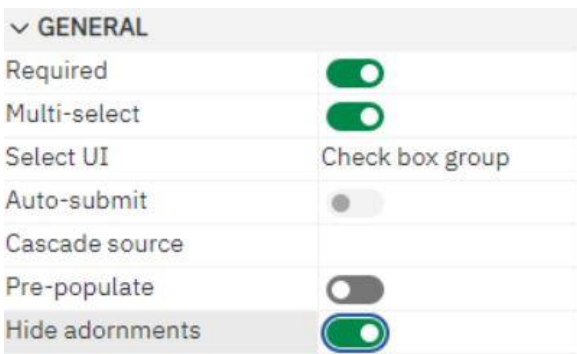 GENERAL
Required
Multi-select
Select UI Check box group
Auto-submit
Cascade source
Pre-populate
Hide adornments